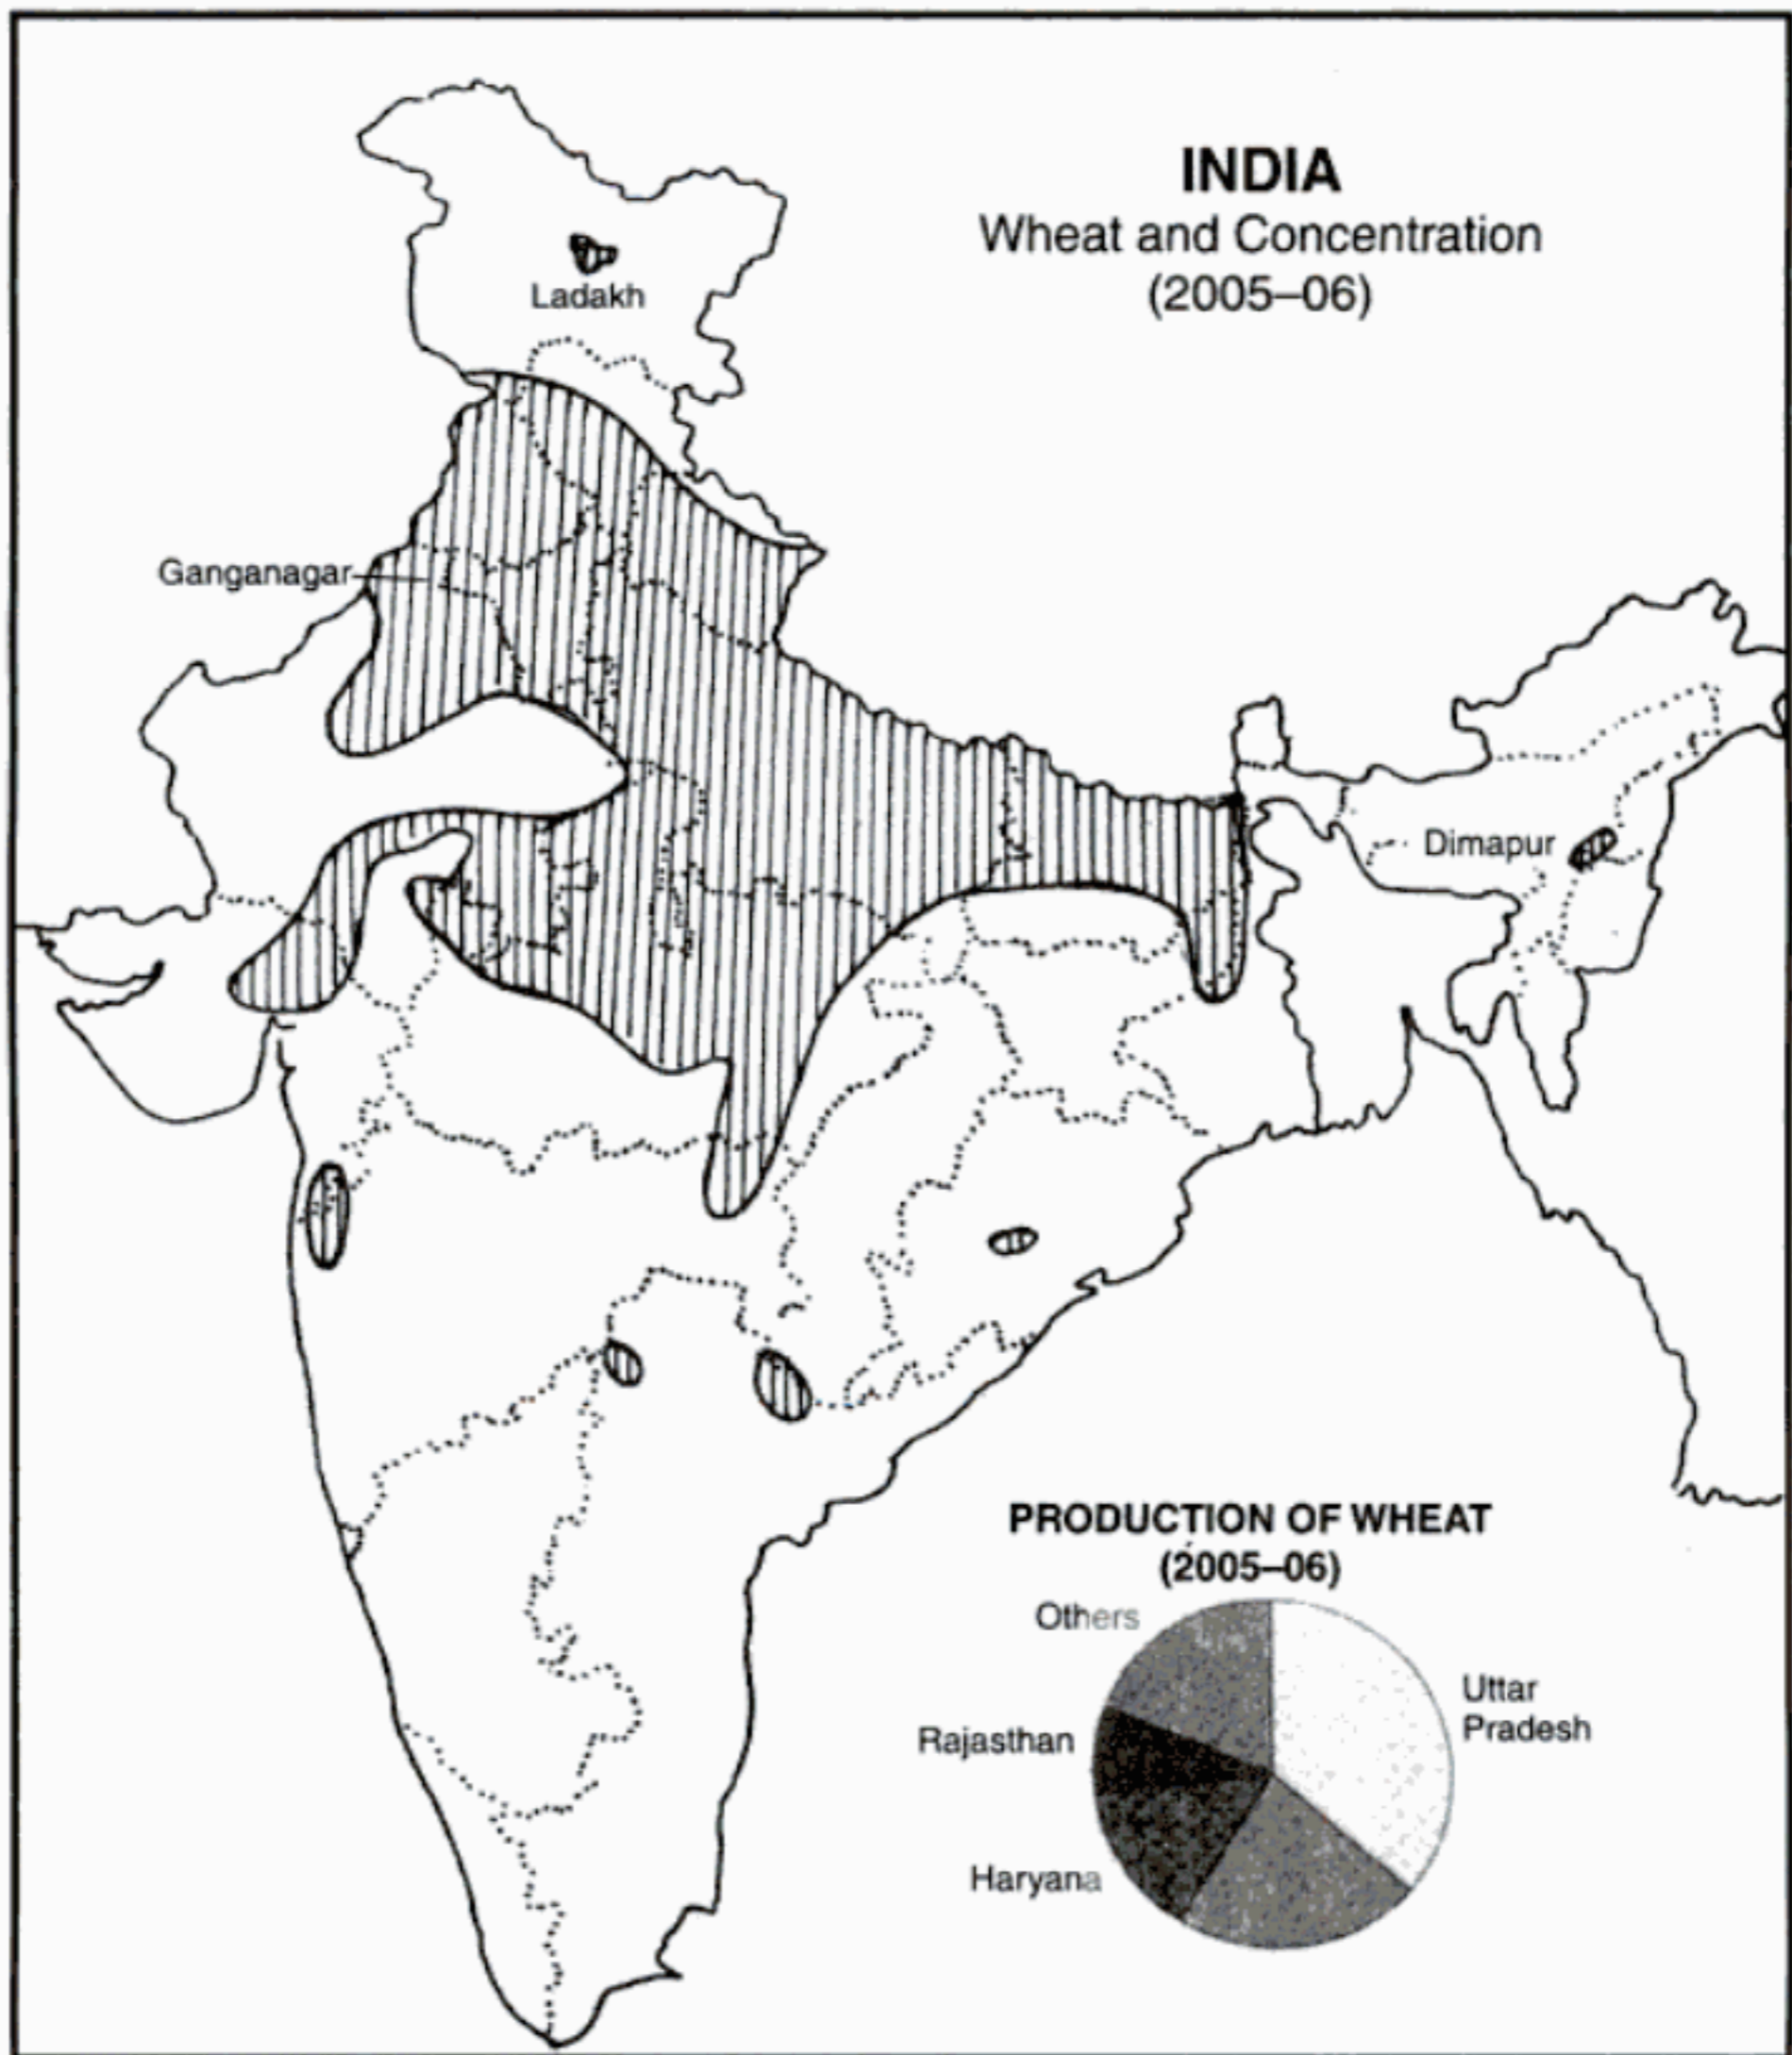 INDIA
Wheat and Concentration
(2005–06)
Ladakh
Ganganagar
Dimapur
PRODUCTION OF WHEAT
(2005–06)
Others
Uttar
Pradesh
Rajasthan
Haryana